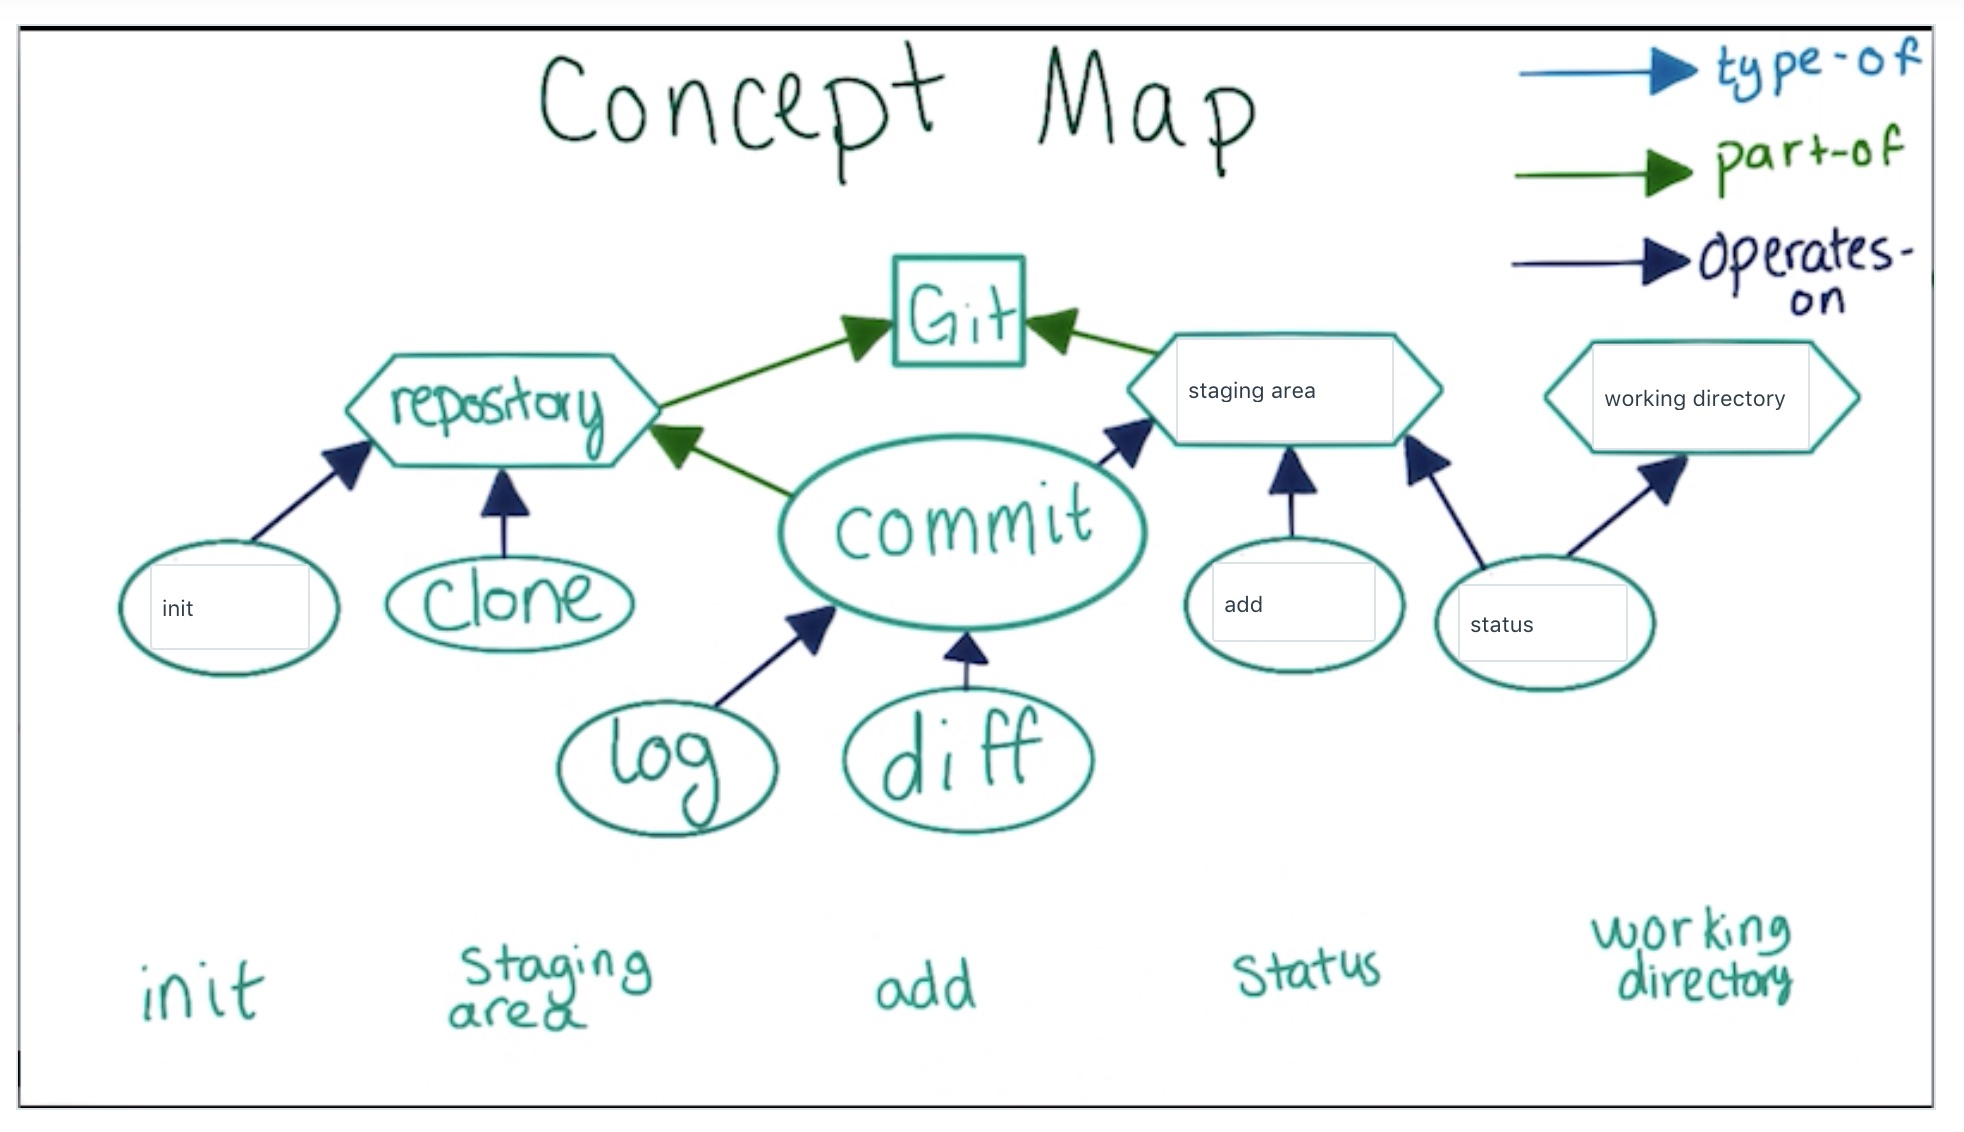 Concept Map
type-of
part-of
operates-
on
Git
repository
staging area
working directory
commit
init
clone
add
status
log
diff
init
Staging
area
add
Status
working
directory